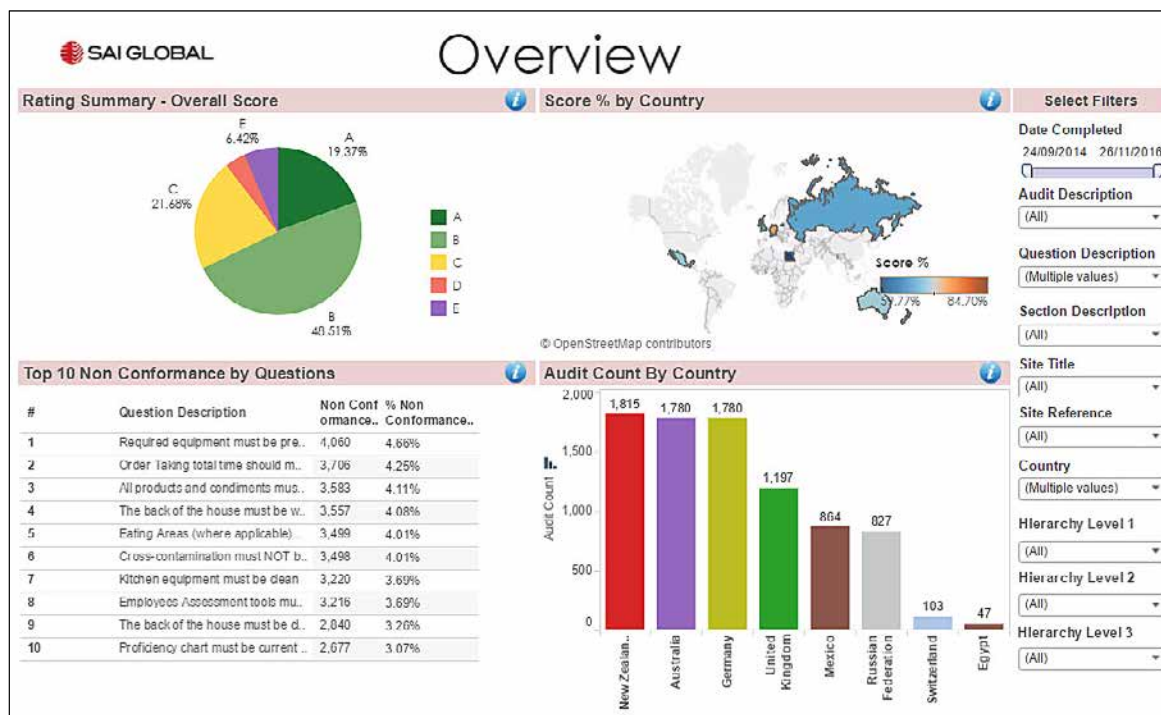 SAI GLOBAL
Overview
Rating Summary - Overall Score
E
6.42%
A
19.37%
C
21.68%
B
48.51%
A
B
C
D
E
Score % by Country
Score %
84.70%
© OpenStreetMap contributors
Select Filters
Date Completed
24/09/2014 26/11/2016
Audit Description
(All)
Question Description
(Multiple values)
Section Description
(All)
Site Title
(All)
Site Reference
(All)
Country
(Multiple values)
Hierarchy Level 1
(All)
Hierarchy Level 2
(All)
Hierarchy Level 3
(All)
Top 10 Non Conformance by Questions
# Question Description Non Conf ormance.. % Non Conformance..
1 Required equipment must be pre.. 4,060 4.66%
2 Order Taking total time should m.. 3,706 4.25%
3 All products and condiments mus.. 3,583 4.11%
4 The back of the house must be w.. 3,557 4.08%
5 Eating Areas (where applicable).. 3,499 4.01%
6 Cross-contamination must NOT b.. 3,498 4.01%
7 Kitchen equipment must be clean 3,220 3.69%
8 Employees Assessment tools mu.. 3,216 3.69%
9 The back of the house must be cl.. 2,840 3.26%
10 Proficiency chart must be current .. 2,677 3.07%
Audit Count By Country
Audit Count
2,000
1,500
1,000
500
0
1,815
1,780
1,780
1,197
864
827
103
47
New Zealan..
Australia
Germany
United Kingdom
Mexico
Russian Federation
Switzerland
Egypt